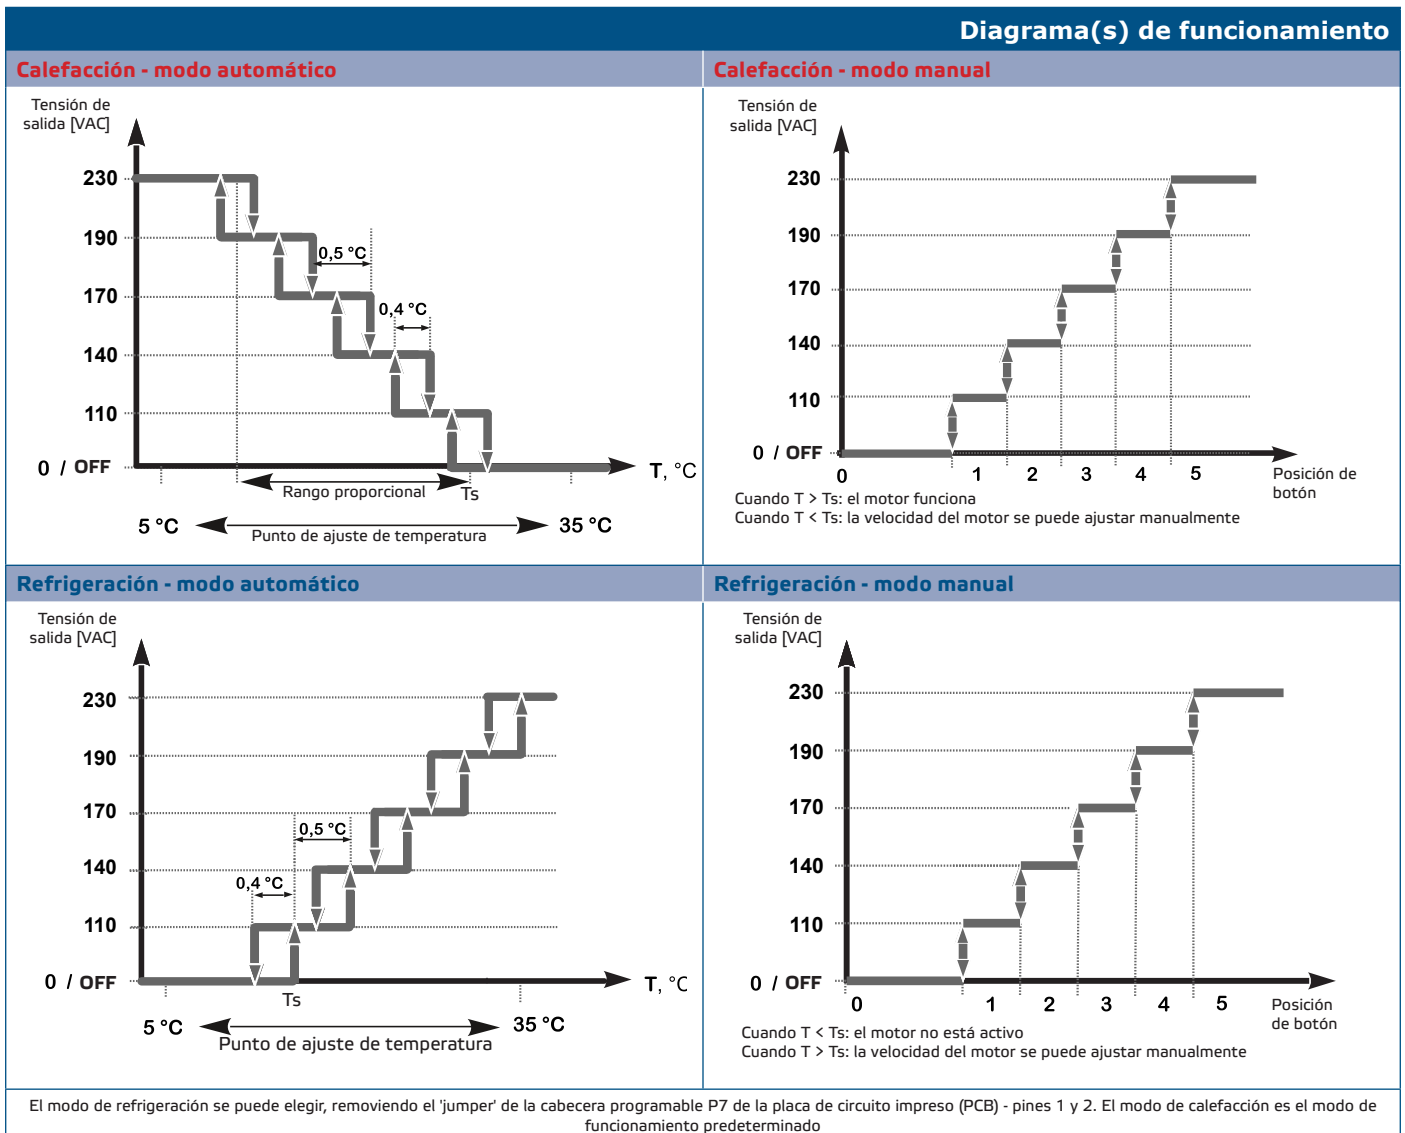 Diagrama(s) de funcionamiento
Calefacción - modo automático
Tensión de
salida [VAC]
230
190
170
140
110
0 / OFF
0,5 °C
0,4 °C
T, °C
Rango proporcional
Ts
5 °C
35 °C
Punto de ajuste de temperatura
Calefacción - modo manual
Tensión de
salida [VAC]
230
190
170
140
110
0 / OFF
0 1 2 3 4 5
Posición de
botón
Cuando T > Ts: el motor funciona
Cuando T < Ts: la velocidad del motor se puede ajustar manualmente
Refrigeración - modo automático
Tensión de
salida [VAC]
230
190
170
140
110
0 / OFF
0,5 °C
0,4 °C
T, °C
Ts
5 °C
35 °C
Punto de ajuste de temperatura
Refrigeración - modo manual
Tensión de
salida [VAC]
230
190
170
140
110
0 / OFF
0 1 2 3 4 5
Posición
de botón
Cuando T < Ts: el motor no está activo
Cuando T > Ts: la velocidad del motor se puede ajustar manualmente
El modo de refrigeración se puede elegir, removiendo el 'jumper' de la cabecera programable P7 de la placa de circuito impreso (PCB) - pines 1 y 2. El modo de calefacción es el modo de
funcionamiento predeterminado